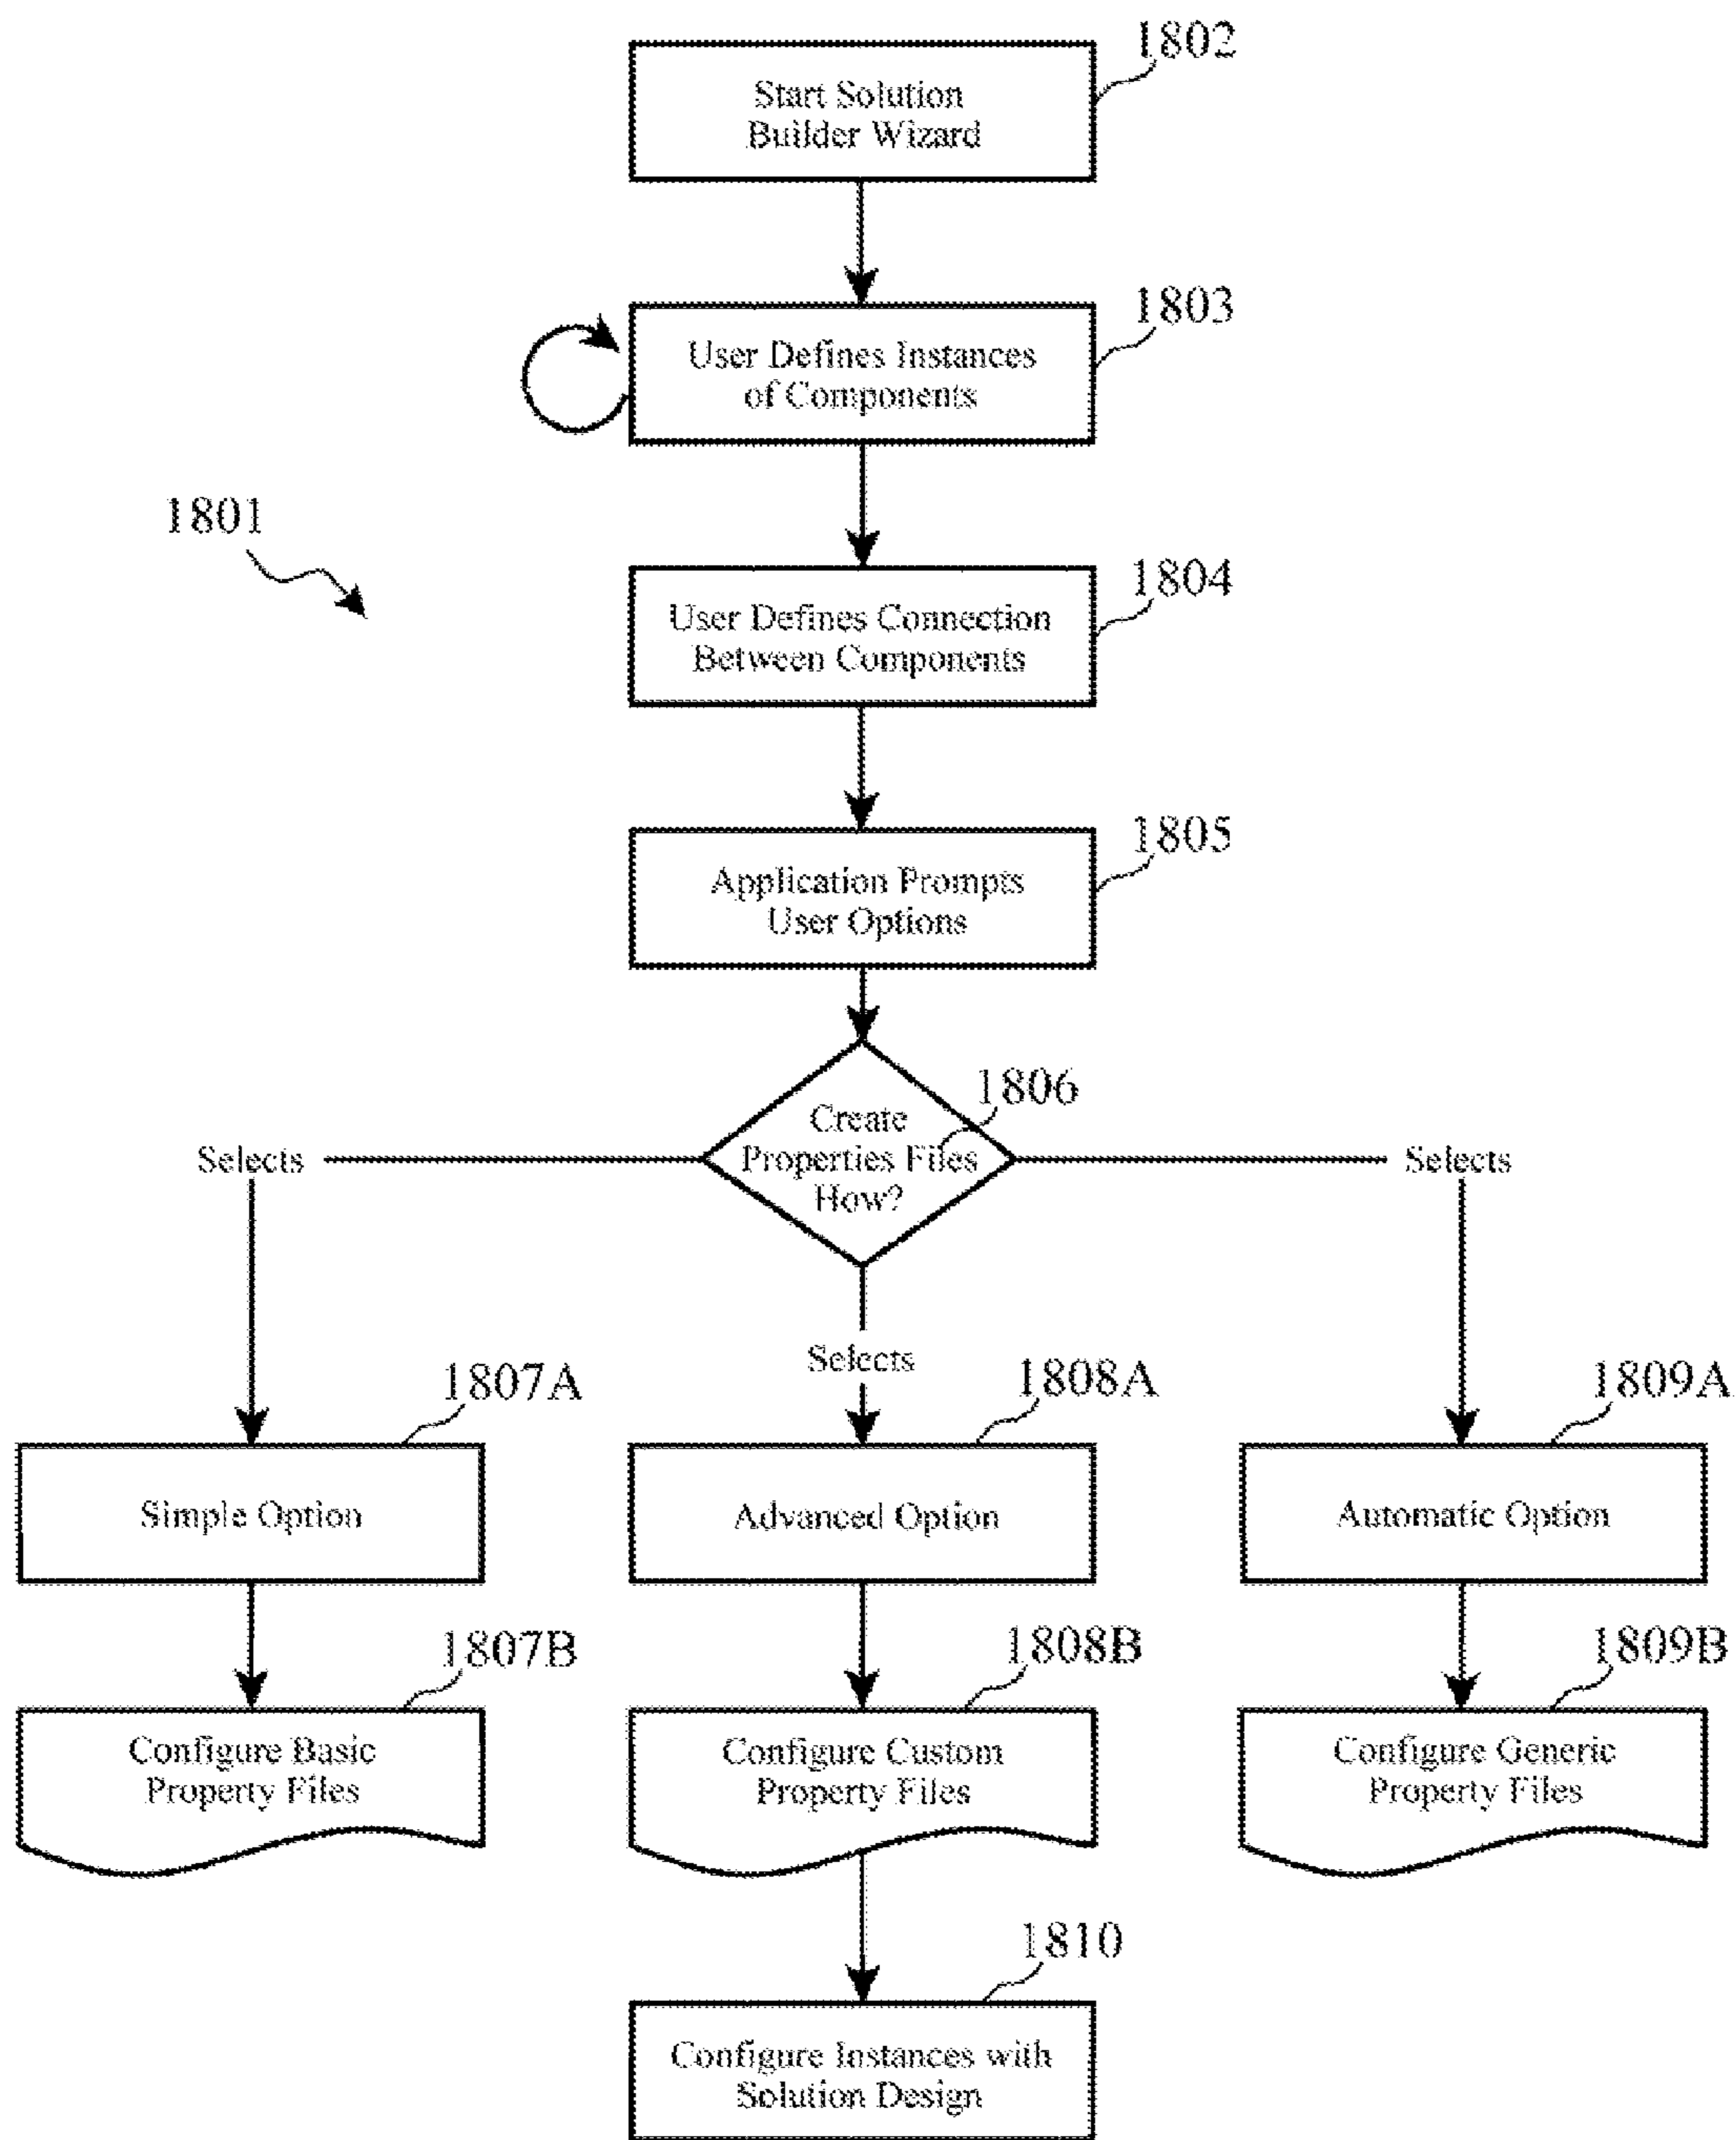 1802
Start Solution
Builder Wizard
1803
User Defines Instances
of Components
1801
1804
User Defines Connection
Between Components
1805
Application Prompts
User Options
1806
Create
Properties Files
How?
Selects
Selects
Selects
1807A
1808A
1809A
Simple Option
Advanced Option
Automatic Option
1807B
1808B
1809B
Configure Basic
Property Files
Configure Custom
Property Files
Configure Generic
Property Files
1810
Configure Instances with
Solution Design